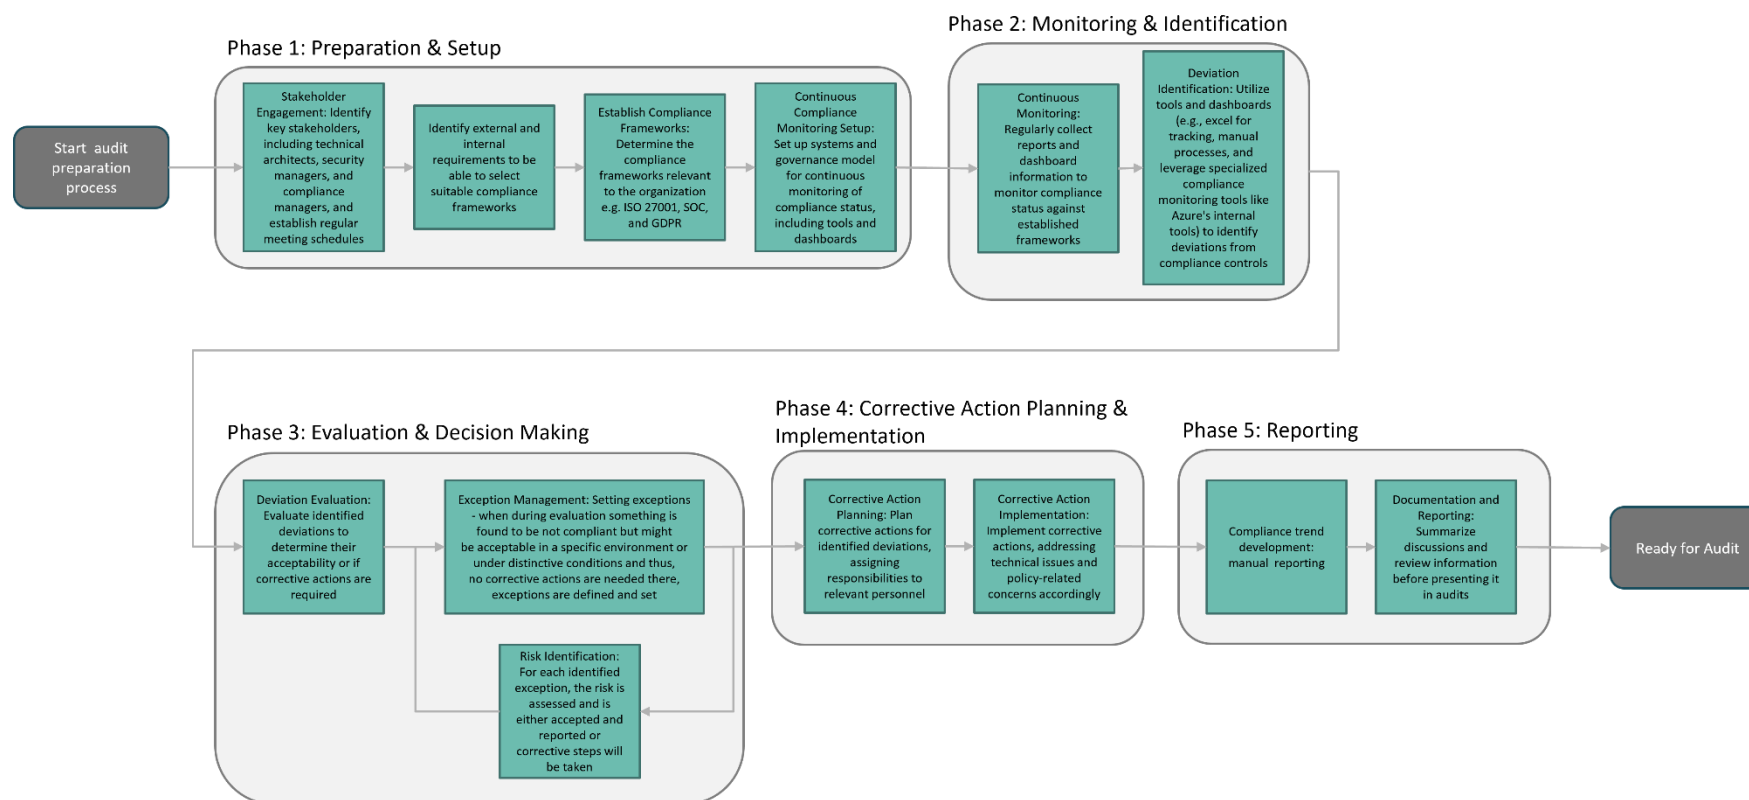 Phase 1: Preparation & Setup
Phase 2: Monitoring & Identification
Start audit
preparation
process
Stakeholder
Engagement: Identify
key stakeholders,
including technical
architects, security
managers, and
compliance
managers, and
establish regular
meeting schedules
Identify external and
internal
requirements to be
able to select
suitable compliance
frameworks
Establish Compliance
Frameworks:
Determine the
compliance
frameworks relevant
to the organization
e.g. ISO 27001, SOC,
and GDPR
Continuous
Compliance
Monitoring Setup:
Set up systems and
governance model
for continuous
monitoring of
compliance status,
including tools and
dashboards
Continuous
Monitoring:
Regularly collect
reports and
dashboard
information to
monitor compliance
status against
established
frameworks
Deviation
Identification: Utilize
tools and dashboards
(e.g., excel for
tracking, manual
processes, and
leverage specialized
compliance
monitoring tools like
Azure's internal
tools) to identify
deviations from
compliance controls
Phase 3: Evaluation & Decision Making
Phase 4: Corrective Action Planning &
Implementation
Phase 5: Reporting
Deviation Evaluation:
Evaluate identified
deviations to
determine their
acceptability or if
corrective actions are
required
Exception Management: Setting exceptions
- when during evaluation something is
found to be not compliant but might
be acceptable in a specific environment or
under distinctive conditions and thus,
no corrective actions are needed there,
exceptions are defined and set
Risk Identification:
For each identified
exception, the risk is
assessed and is
either accepted and
reported or
corrective steps will
be taken
Corrective Action
Planning: Plan
corrective actions for
identified deviations,
assigning
responsibilities to
relevant personnel
Corrective Action
Implementation:
Implement corrective
actions, addressing
technical issues and
policy-related
concerns accordingly
Compliance trend
development:
manual reporting
Documentation and
Reporting:
Summarize
discussions and
review information
before presenting it
in audits
Ready for Audit